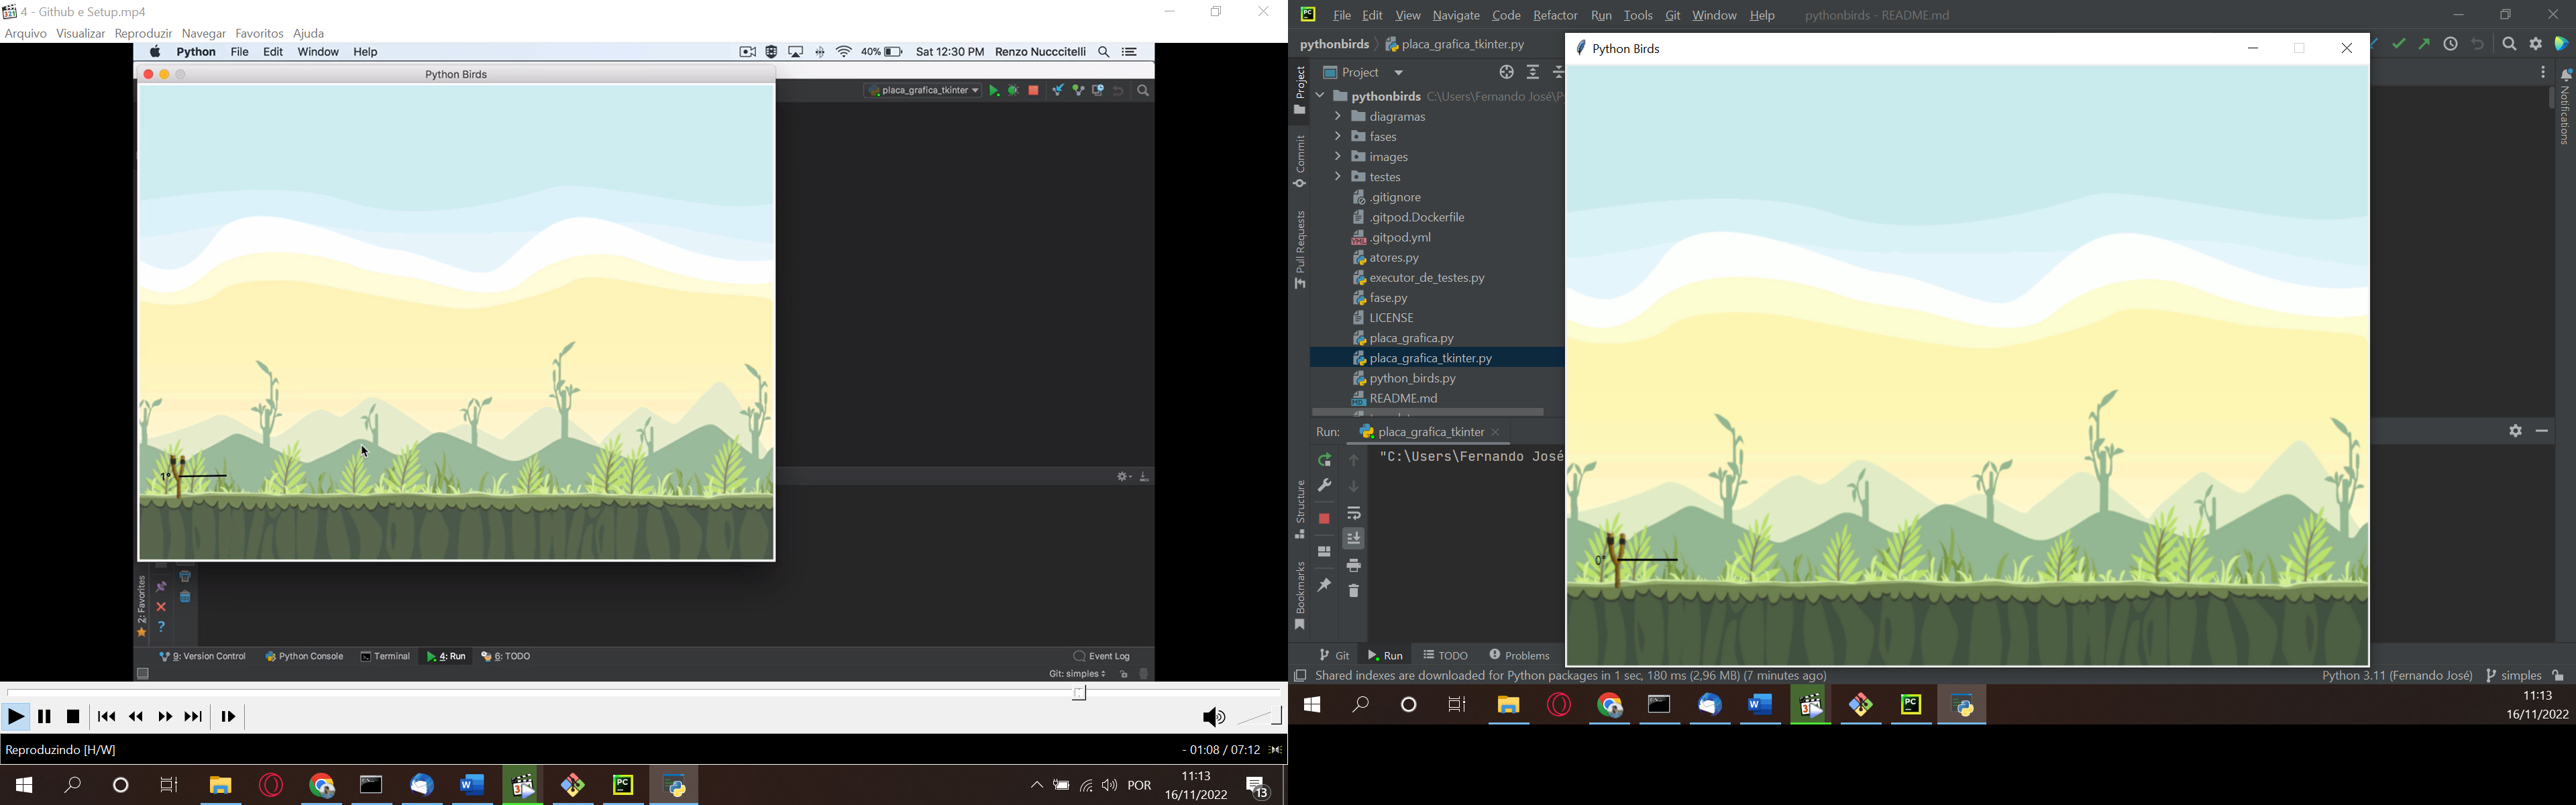 4 - Github e Setup.mp4
Arquivo Visualizar Reproduzir Navegar Favoritos Ajuda
Python File Edit Window Help
40% Sat 12:30 PM Renzo Nucccitelli
Python Birds
placa_grafica_tkinter
1°
2: Favorites
9: Version Control Python Console Terminal 4: Run 6: TODO
Event Log
Git: simples
Reproduzindo [H/W]
- 01:08 / 07:12
POR
11:13
16/11/2022
13
File Edit View Navigate Code Refactor Run Tools Git Window Help
pythonbirds - README.md
pythonbirds placa_grafica_tkinter.py
Python Birds
Project
Commit
Pull Requests
Structure
Bookmarks
Notifications
Project
pythonbirds C:\Users\Fernando José\P
diagramas
fases
images
testes
.gitignore
.gitpod.Dockerfile
.gitpod.yml
atores.py
executor_de_testes.py
fase.py
LICENSE
placa_grafica.py
placa_grafica_tkinter.py
python_birds.py
README.md
Run: placa_grafica_tkinter
"C:\Users\Fernando José
0°
Git Run TODO Problems
Shared indexes are downloaded for Python packages in 1 sec, 180 ms (2,96 MB) (7 minutes ago)
Python 3.11 (Fernando José) simples
11:13
16/11/2022